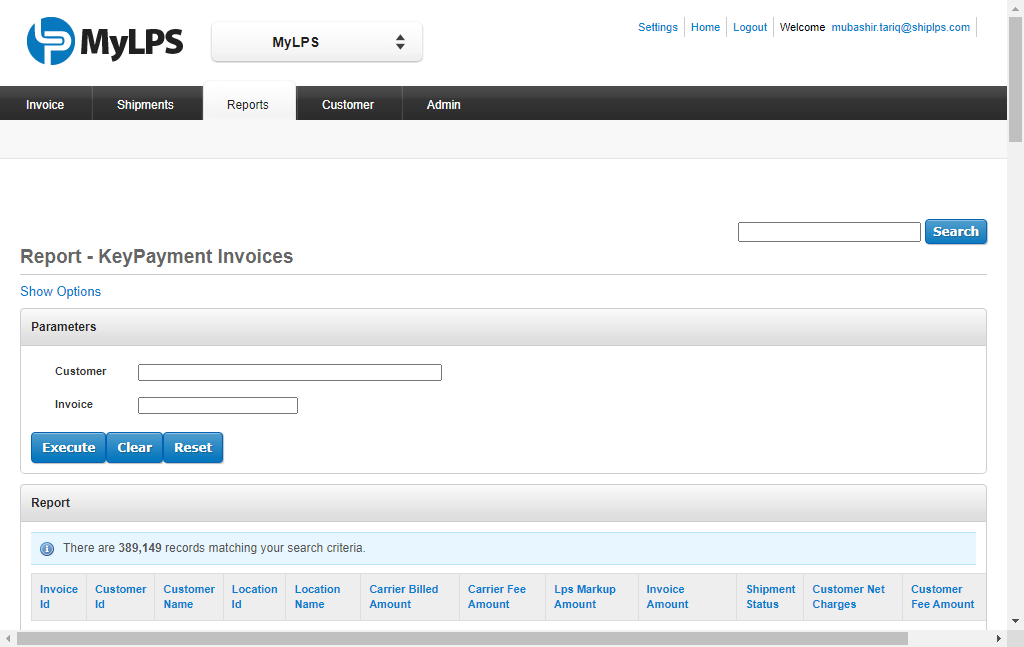 MyLPS
MyLPS
Settings Home Logout Welcome mubashir.tariq@shiplps.com
Invoice Shipments Reports Customer Admin
Search
Report - KeyPayment Invoices
Show Options
Parameters
Customer
Invoice
Execute Clear Reset
Report
There are 389,149 records matching your search criteria.
Invoice Customer Customer Location Location Carrier Billed Carrier Fee Lps Markup Invoice Shipment Customer Net Customer
Id Id Name Id Name Amount Amount Amount Amount Status Charges Fee Amount